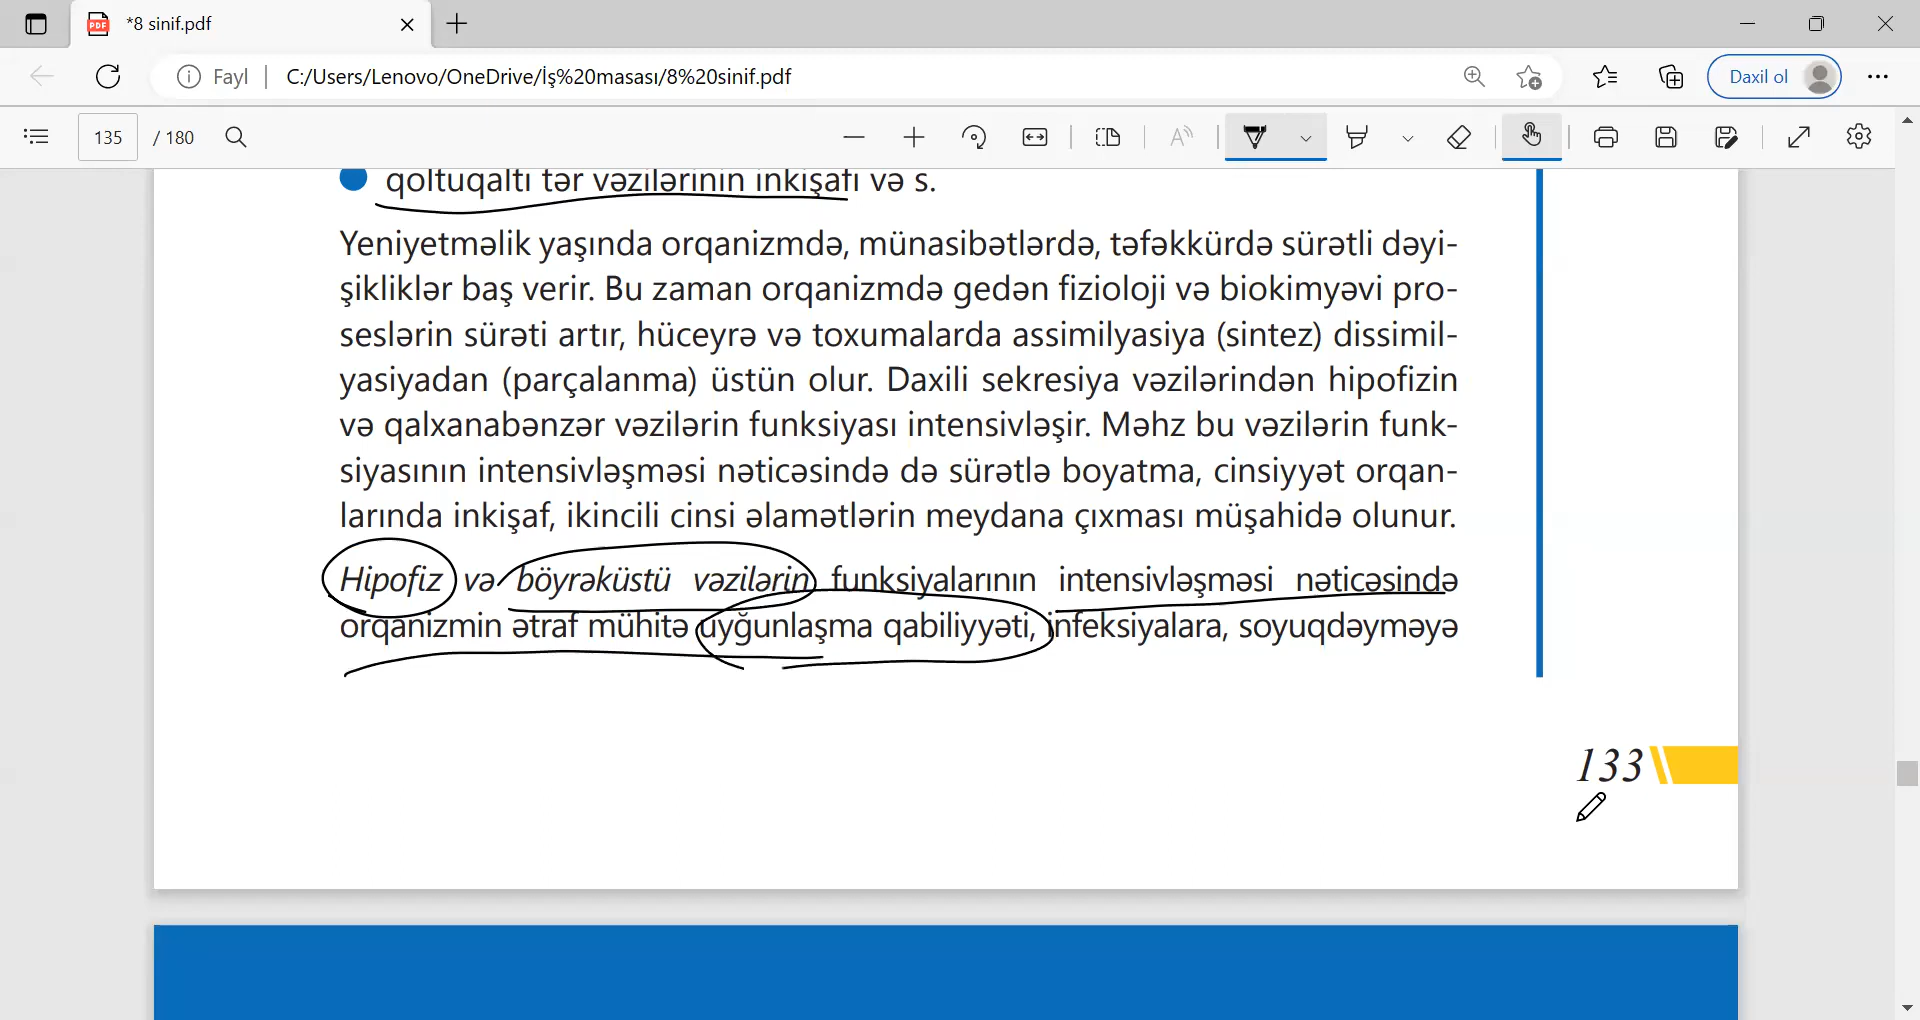 *8 sinif.pdf
Fayl
C:/Users/Lenovo/OneDrive/İş%20masası/8%20sinif.pdf
Daxil ol
135 / 180
qoltuqaltı tər vəzilərinin inkişafı və s.
Yeniyetməlik yaşında orqanizmdə, münasibətlərdə, təfəkkürdə sürətli dəyi-
şikliklər baş verir. Bu zaman orqanizmdə gedən fizioloji və biokimyəvi pro-
seslərin sürəti artır, hüceyrə və toxumalarda assimilyasiya (sintez) dissimil-
yasiyadan (parçalanma) üstün olur. Daxili sekresiya vəzilərindən hipofizin
və qalxanabənzər vəzilərin funksiyası intensivləşir. Məhz bu vəzilərin funk-
siyasının intensivləşməsi nəticəsində də sürətlə boyatma, cinsiyyət orqan-
larında inkişaf, ikincili cinsi əlamətlərin meydana çıxması müşahidə olunur.
Hipofiz və böyrəküstü vəzilərin funksiyalarının intensivləşməsi nəticəsində
orqanizmin ətraf mühitə uyğunlaşma qabiliyyəti, infeksiyalara, soyuqdəyməyə
133